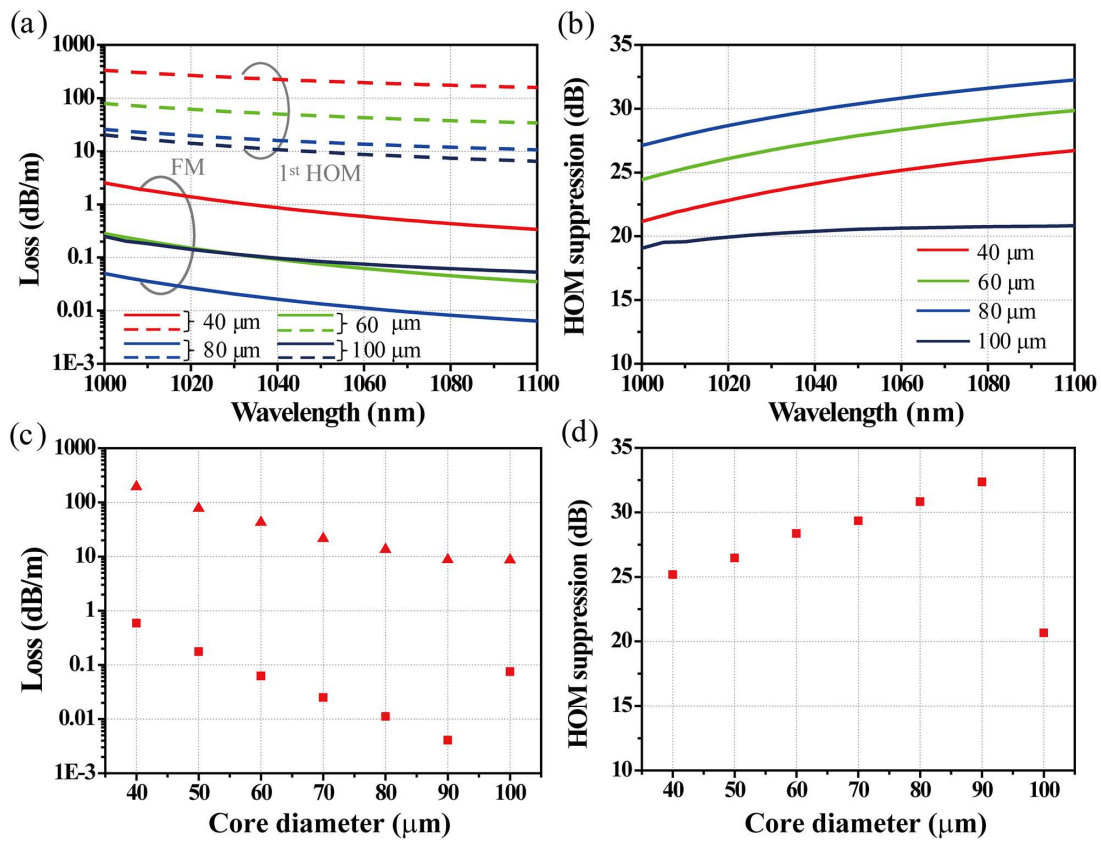 (a)
1000
100
10
1
0.1
0.01
1E-3
Loss (dB/m)
FM
1st HOM
40 μm
60 μm
80 μm
100 μm
1000 1020 1040 1060 1080 1100
Wavelength (nm)
(b)
35
30
25
20
15
10
HOM suppression (dB)
40 μm
60 μm
80 μm
100 μm
1000 1020 1040 1060 1080 1100
Wavelength (nm)
(c)
1000
100
10
1
0.1
0.01
1E-3
Loss (dB/m)
40 50 60 70 80 90 100
Core diameter (μm)
(d)
35
30
25
20
15
10
HOM suppression (dB)
40 50 60 70 80 90 100
Core diameter (μm)